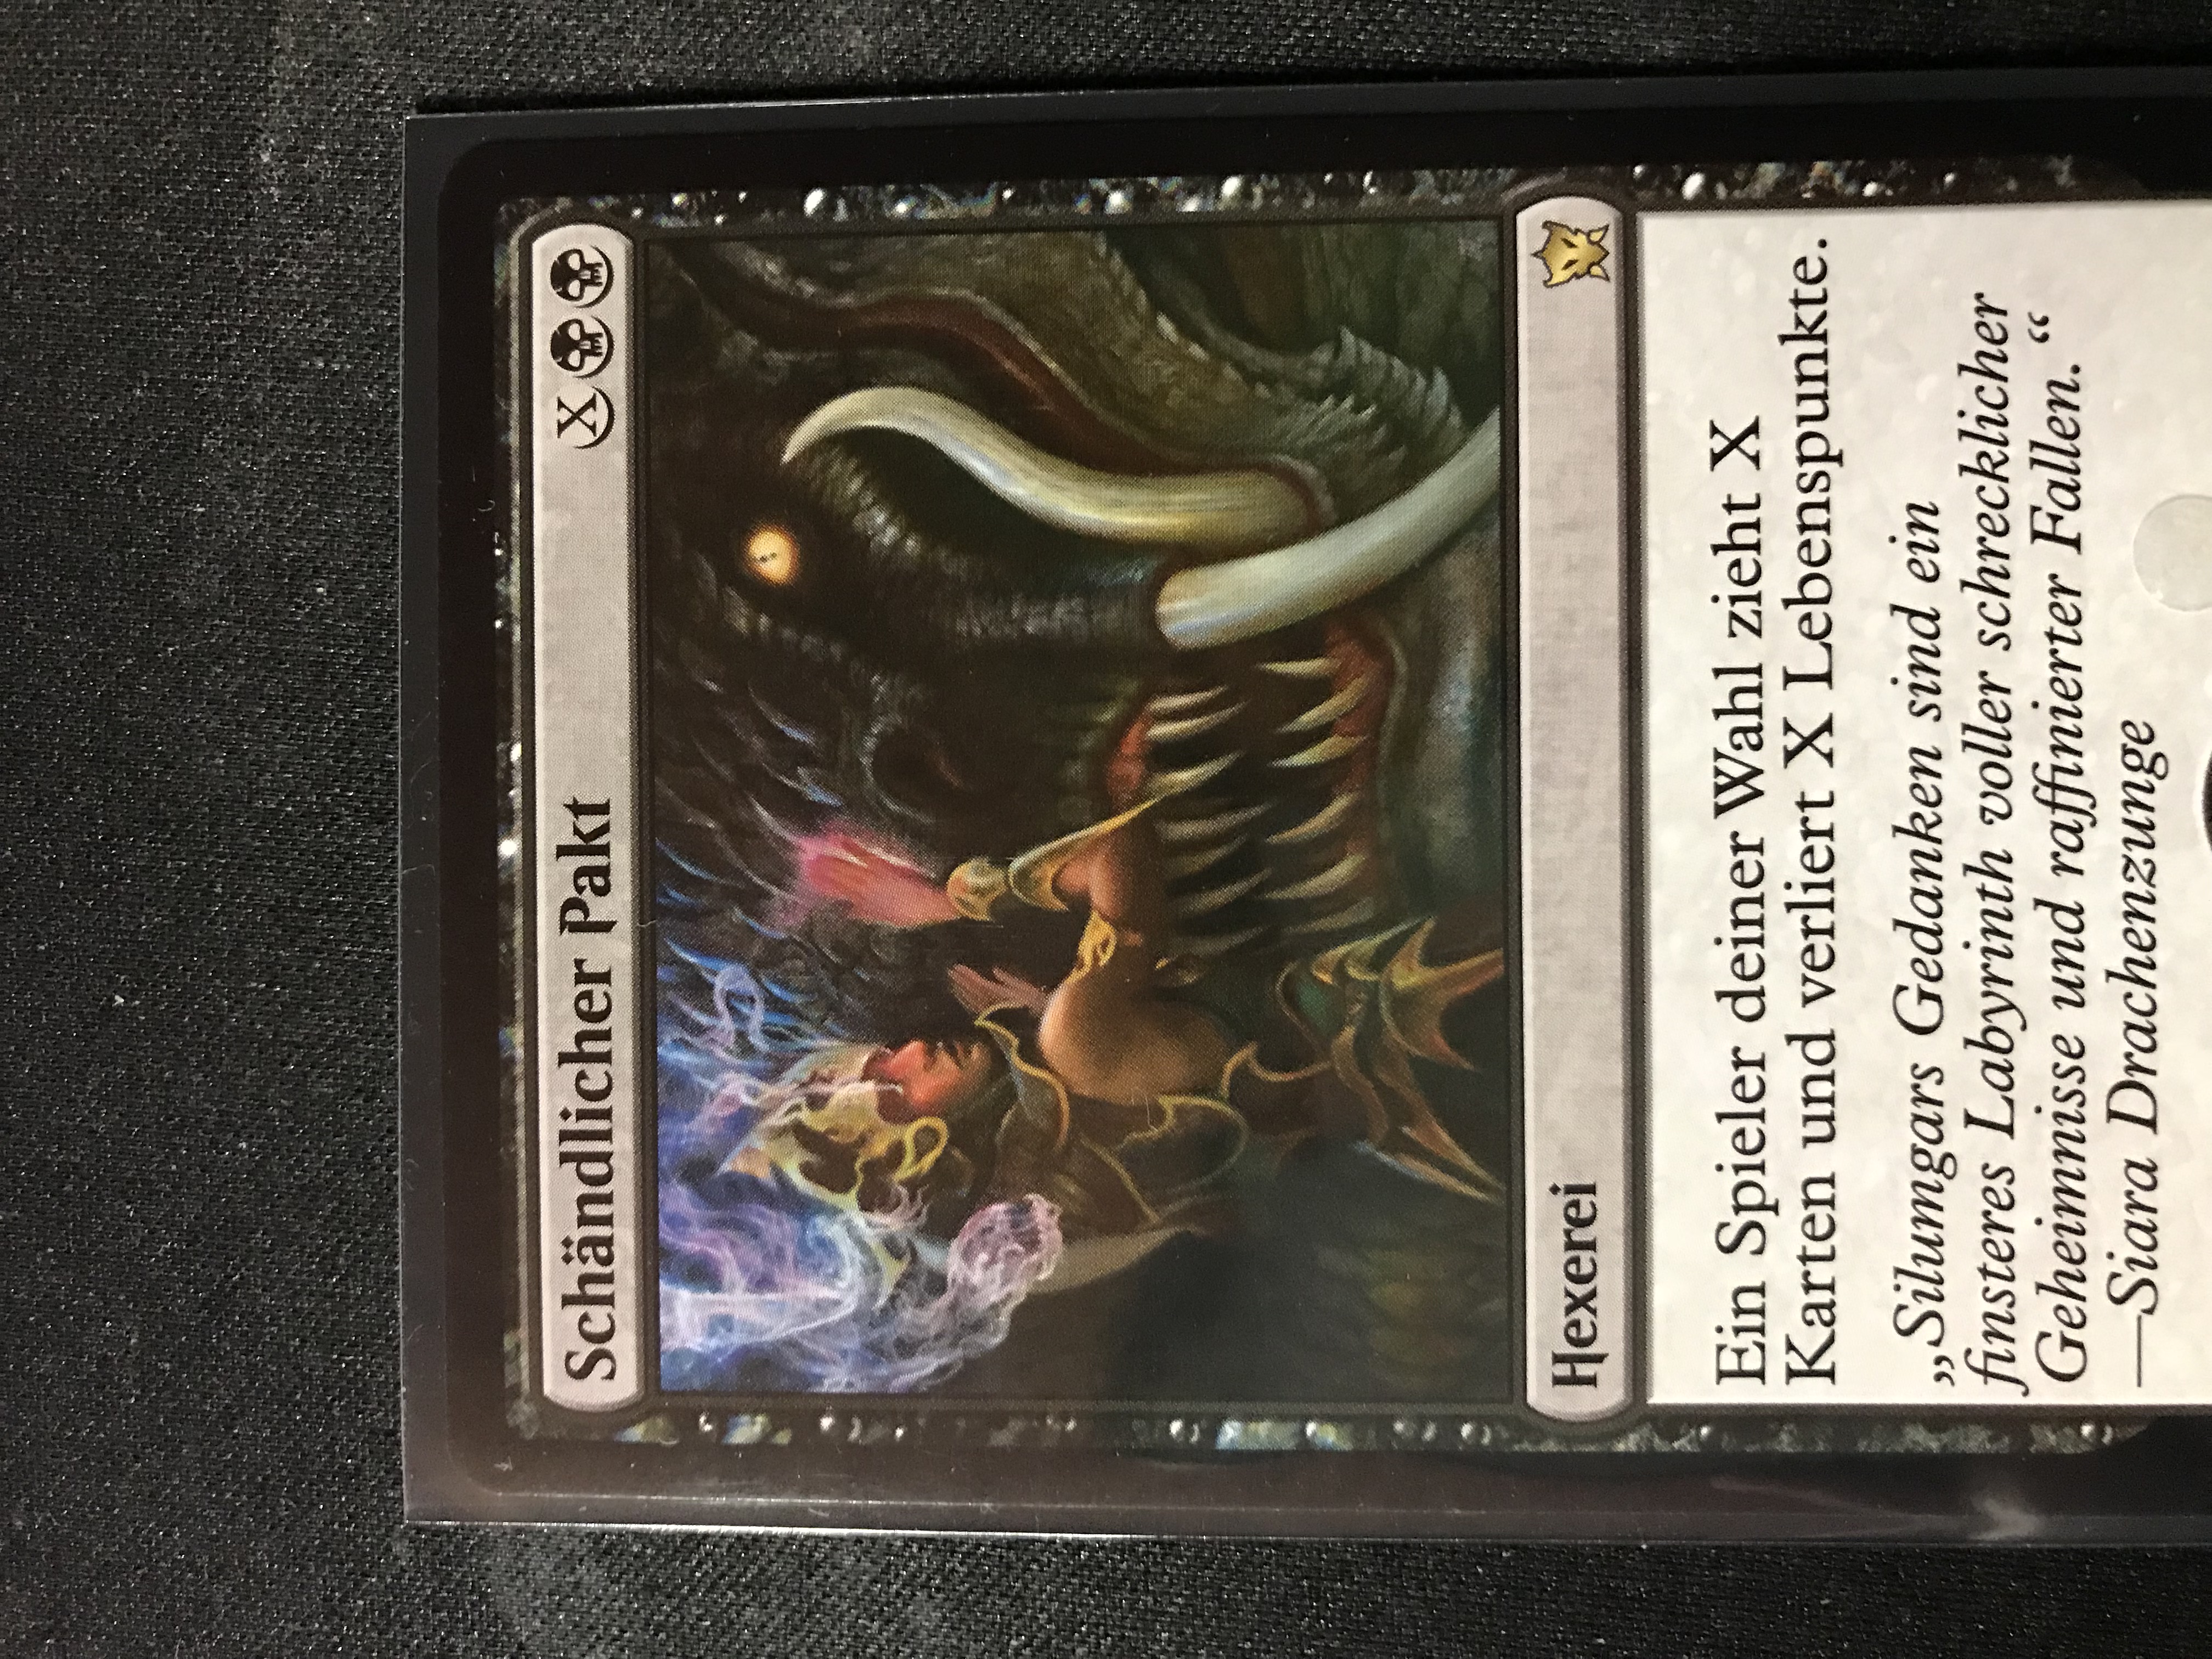 Schändlicher Pakt X
Hexerei
Ein Spieler deiner Wahl zieht X
Karten und verliert X Lebenspunkte.
„Silumgars Gedanken sind ein
finsteres Labyrinth voller schrecklicher
Geheimnisse und raffinierter Fallen.“
—Siara Drachenzunge